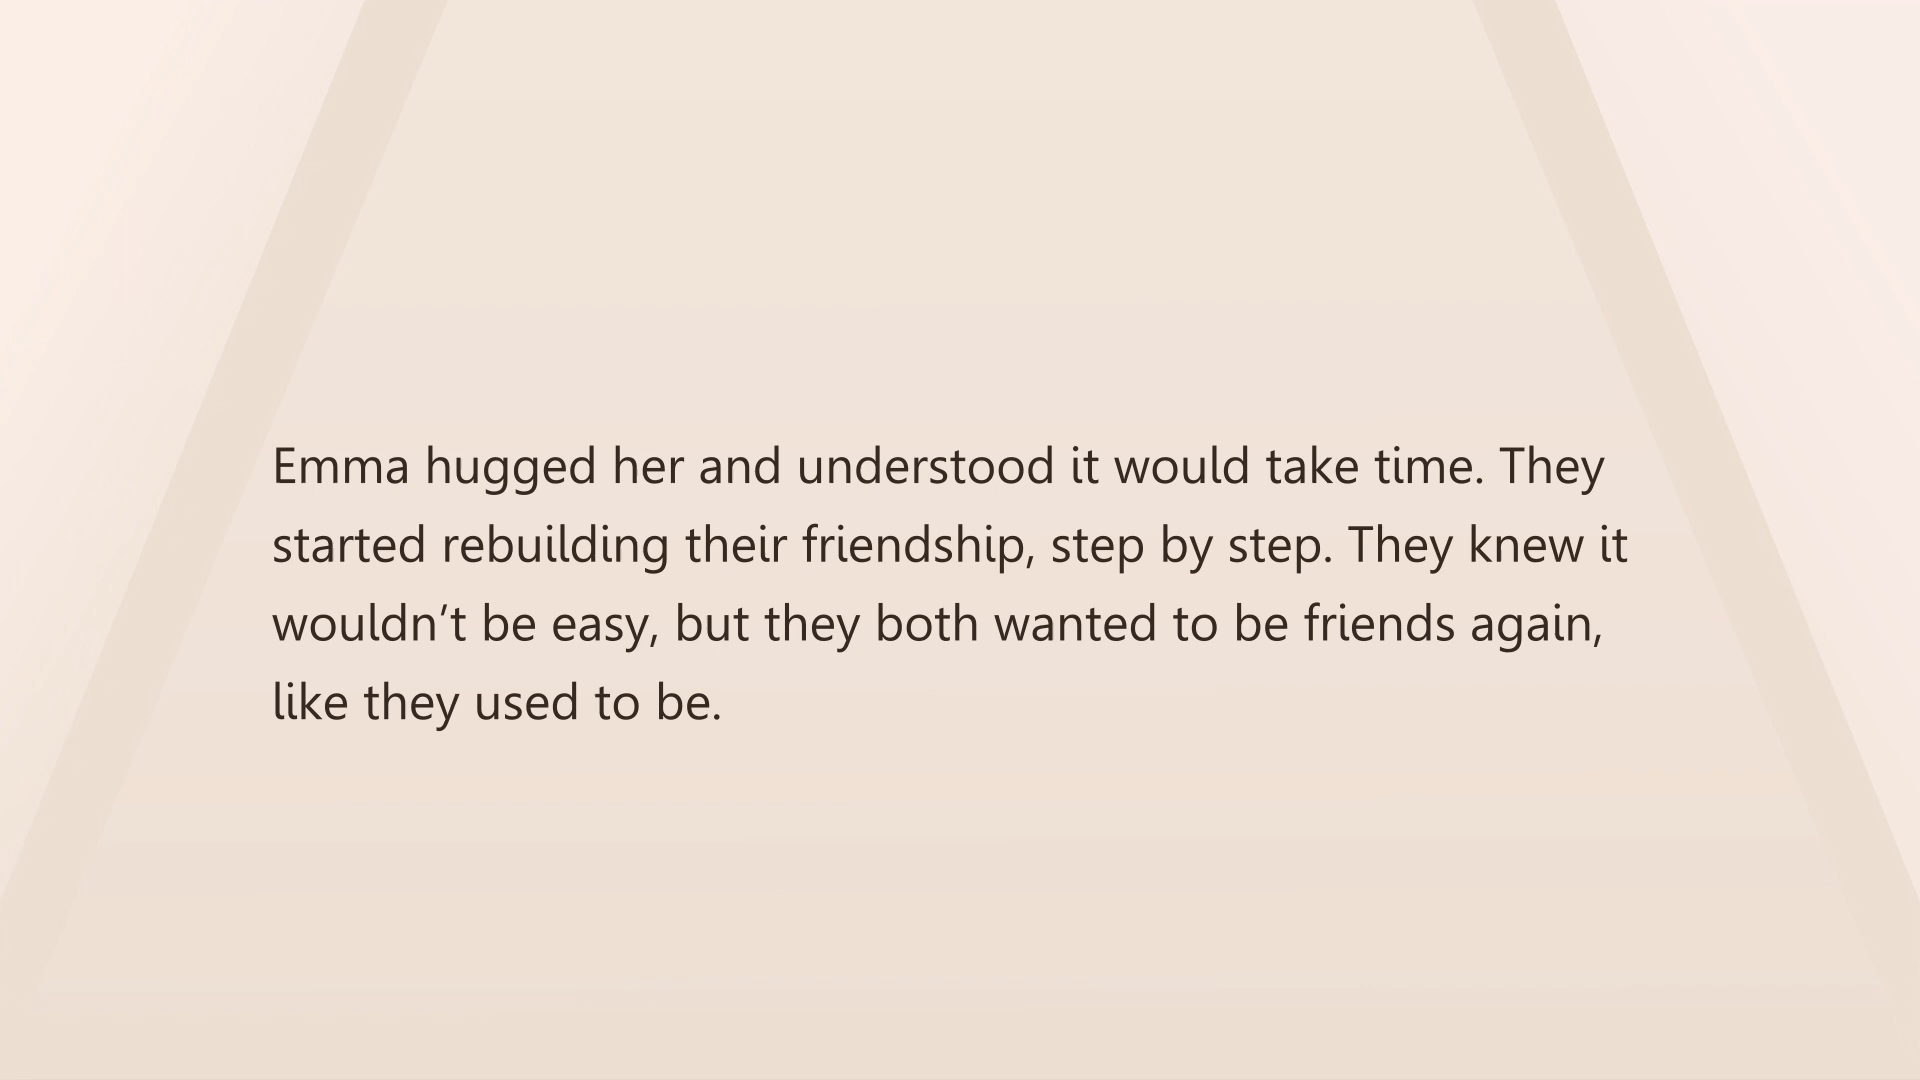 Emma hugged her and understood it would take time. They
started rebuilding their friendship, step by step. They knew it
wouldn’t be easy, but they both wanted to be friends again,
like they used to be.